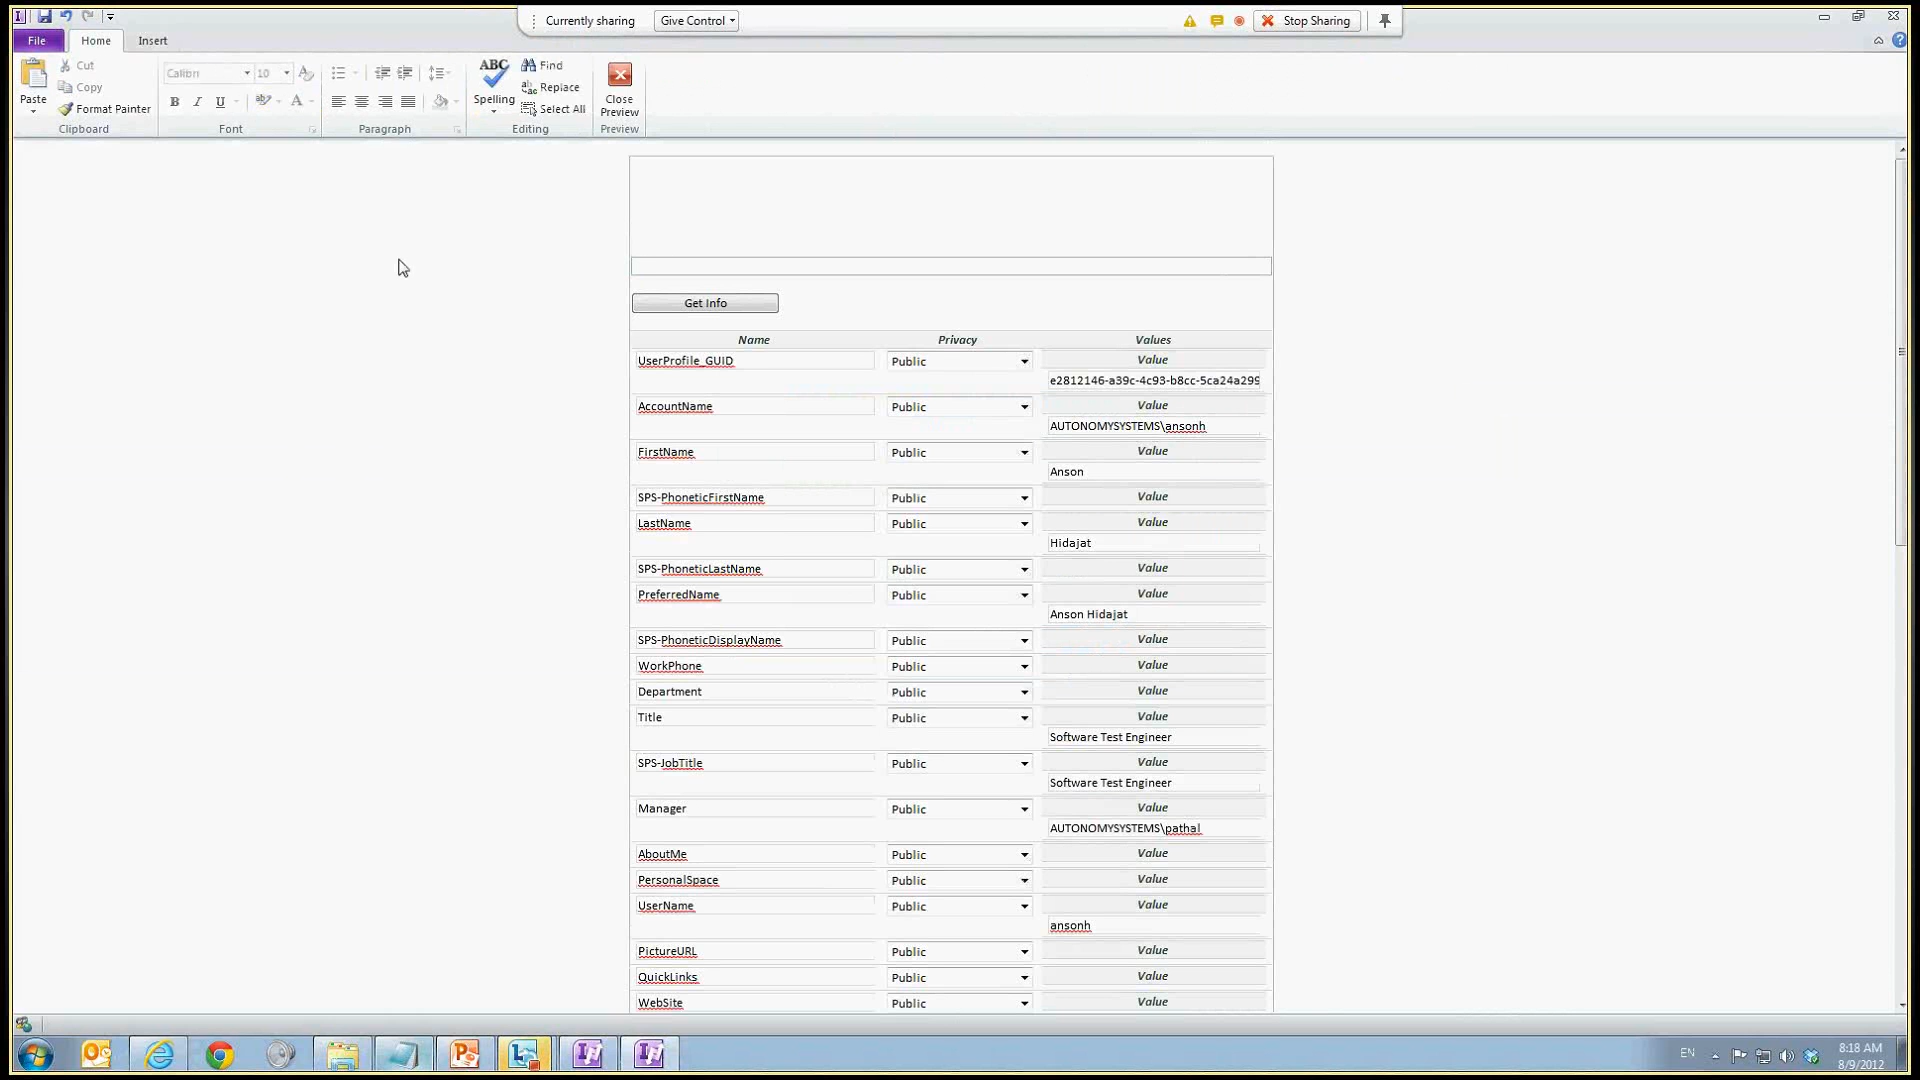 Currently sharing Give Control Stop Sharing
File Home Insert
Paste Cut Copy Format Painter Clipboard
Calibri 10 B I U A Font
Paragraph
ABC Spelling Find Replace Select All Editing
Close Preview Preview
Get Info
Name Privacy Values
UserProfile_GUID Public Value
e2812146-a39c-4c93-b8cc-5ca24a299
AccountName Public Value
AUTONOMYSYSTEMS\ansonh
FirstName Public Value
Anson
SPS-PhoneticFirstName Public Value
LastName Public Value
Hidajat
SPS-PhoneticLastName Public Value
PreferredName Public Value
Anson Hidajat
SPS-PhoneticDisplayName Public Value
WorkPhone Public Value
Department Public Value
Title Public Value
Software Test Engineer
SPS-JobTitle Public Value
Software Test Engineer
Manager Public Value
AUTONOMYSYSTEMS\pathal
AboutMe Public Value
PersonalSpace Public Value
UserName Public Value
ansonh
PictureURL Public Value
QuickLinks Public Value
WebSite Public Value
EN 8:18 AM
8/9/2012